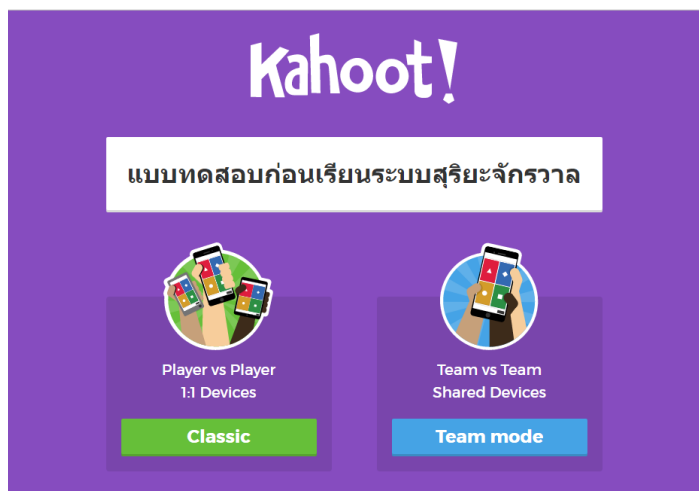 Kahoot!
แบบทดสอบก่อนเรียนระบบสุริยะจักรวาล
Player vs Player
1:1 Devices
Classic
Team vs Team
Shared Devices
Team mode